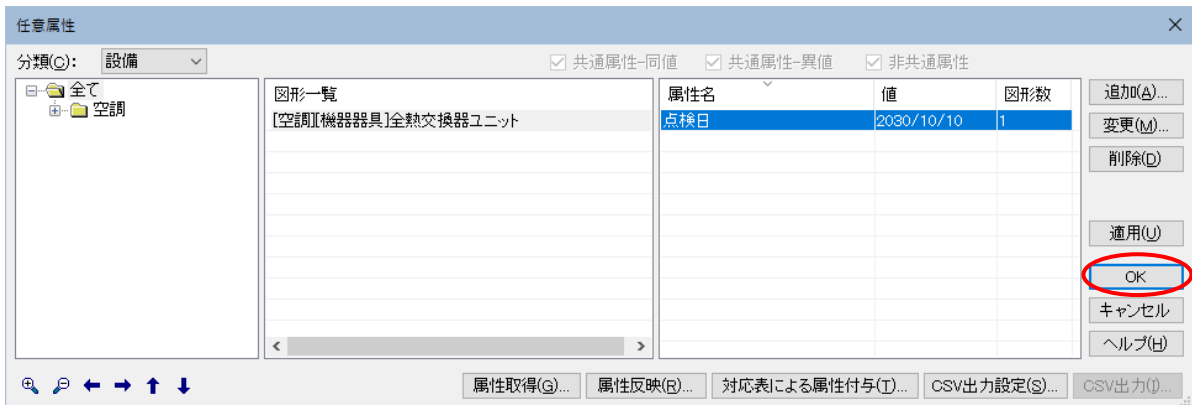 任意属性
分類(C): 設備 共通属性-同値 共通属性-異値 非共通属性
全て
空調
図形一覧
[空調][機器器具]全熱交換器ユニット
属性名 値 図形数
点検日 2030/10/10 1
追加(A)...
変更(M)...
削除(D)
適用(U)
OK
キャンセル
ヘルプ(H)
属性取得(G)... 属性反映(R)... 対応表による属性付与(T)... CSV出力設定(S)... CSV出力(I)...